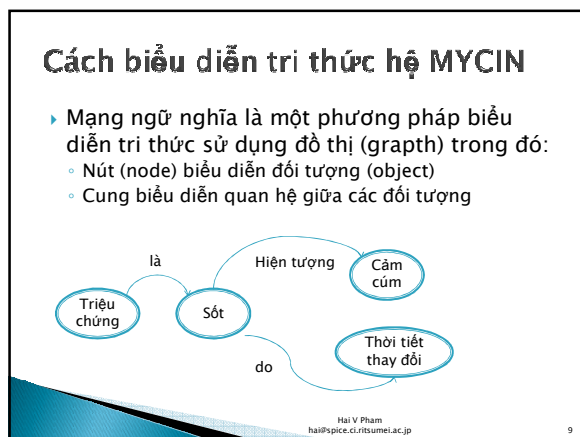 Cách biểu diễn tri thức hệ MYCIN
Mạng ngữ nghĩa là một phương pháp biểu
diễn tri thức sử dụng đồ thị (grapth) trong đó:
Nút (node) biểu diễn đối tượng (object)
Cung biểu diễn quan hệ giữa các đối tượng
là
Hiện tượng
Cảm
cúm
Triệu
chứng
Sốt
Thời tiết
thay đổi
do
Hai V Pham
hai@spice.ci.ritsumei.ac.jp
9